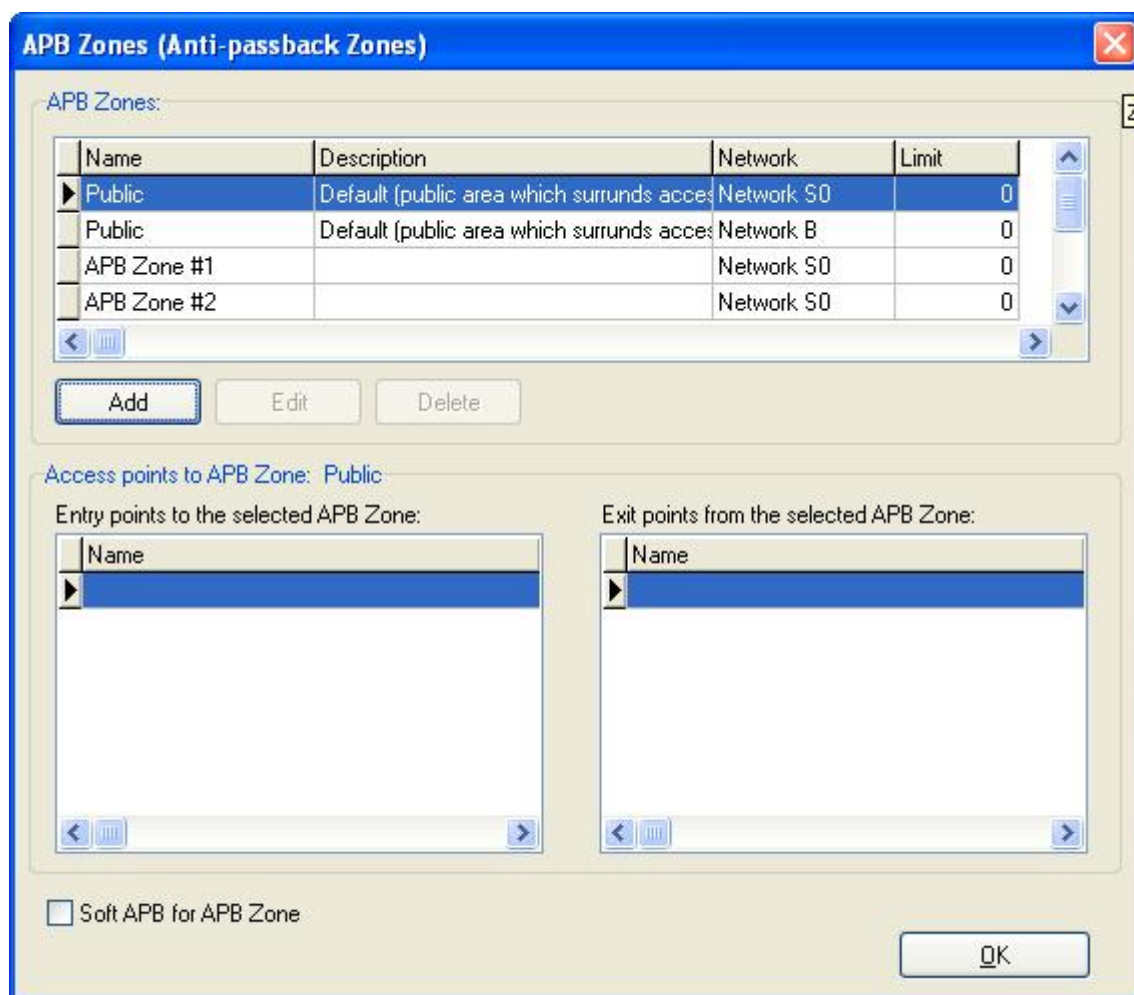 APB Zones (Anti-passback Zones)
APB Zones:
Name Description Network Limit
Public Default (public area which surrunds acces Network S0 0
Public Default (public area which surrunds acces Network B 0
APB Zone #1 Network S0 0
APB Zone #2 Network S0 0
Add Edit Delete
Access points to APB Zone: Public
Entry points to the selected APB Zone: Exit points from the selected APB Zone:
Name Name
Soft APB for APB Zone
OK